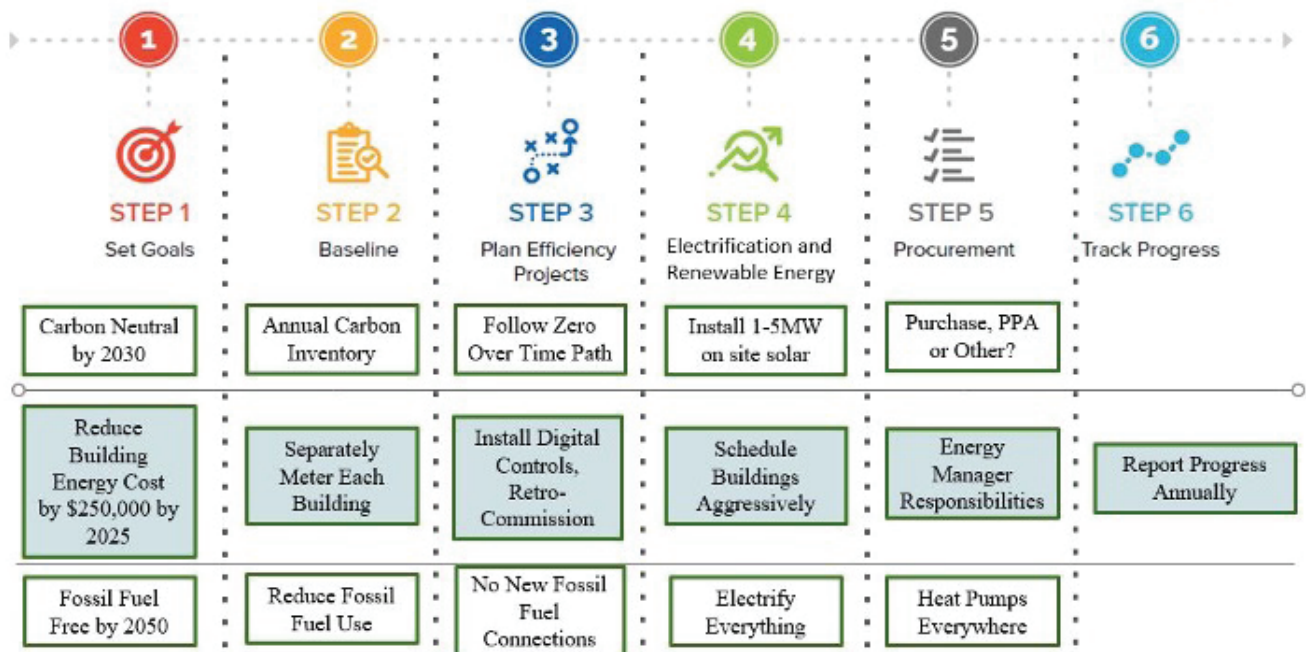 1
2
3
4
5
6
STEP 1
STEP 2
STEP 3
STEP 4
STEP 5
STEP 6
Set Goals
Baseline
Plan Efficiency
Projects
Electrification and
Renewable Energy
Procurement
Track Progress
Carbon Neutral
by 2030
Annual Carbon
Inventory
Follow Zero
Over Time Path
Install 1-5MW
on site solar
Purchase, PPA
or Other?
Reduce
Building
Energy Cost
by $250,000 by
2025
Separately
Meter Each
Building
Install Digital
Controls,
Retro-
Commission
Schedule
Buildings
Aggressively
Energy
Manager
Responsibilities
Report Progress
Annually
Fossil Fuel
Free by 2050
Reduce Fossil
Fuel Use
No New Fossil
Fuel
Connections
Electrify
Everything
Heat Pumps
Everywhere